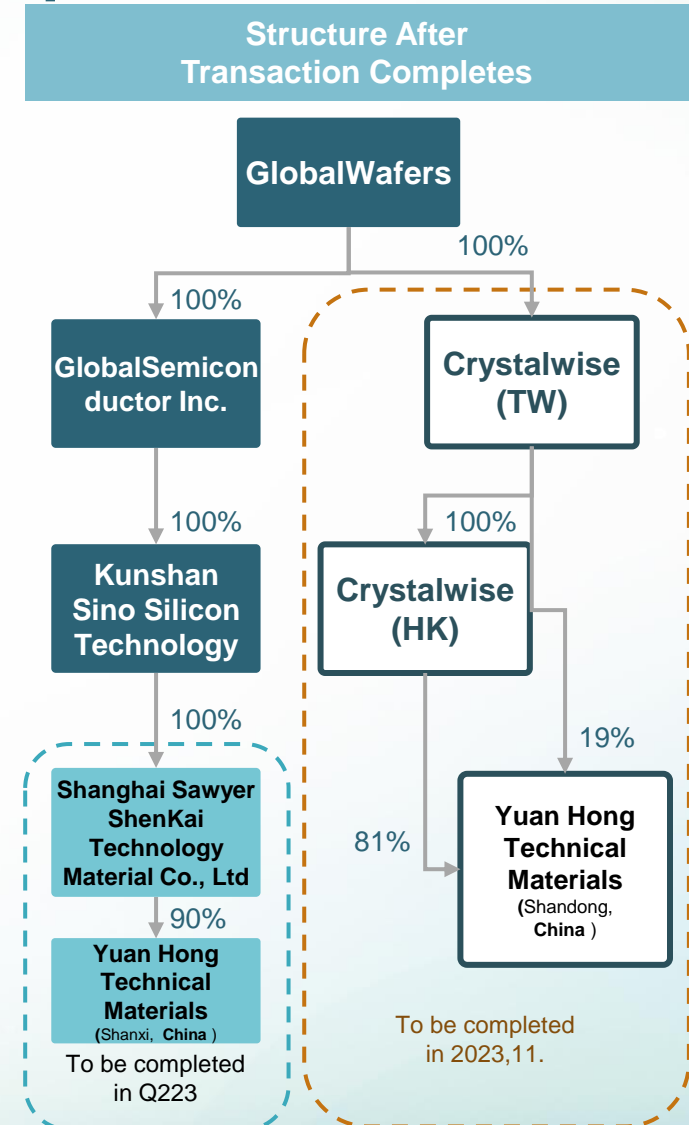 Structure After
Transaction Completes
GlobalWafers
100%
100%
GlobalSemicon
ductor Inc.
Crystalwise
(TW)
100%
100%
Kunshan
Sino Silicon
Technology
Crystalwise
(HK)
100%
19%
Shanghai Sawyer
ShenKai
Technology
Material Co., Ltd
81%
Yuan Hong
Technical
Materials
(Shandong,
China )
90%
Yuan Hong
Technical
Materials
(Shanxi, China )
To be completed
in Q223
To be completed
in 2023,11.